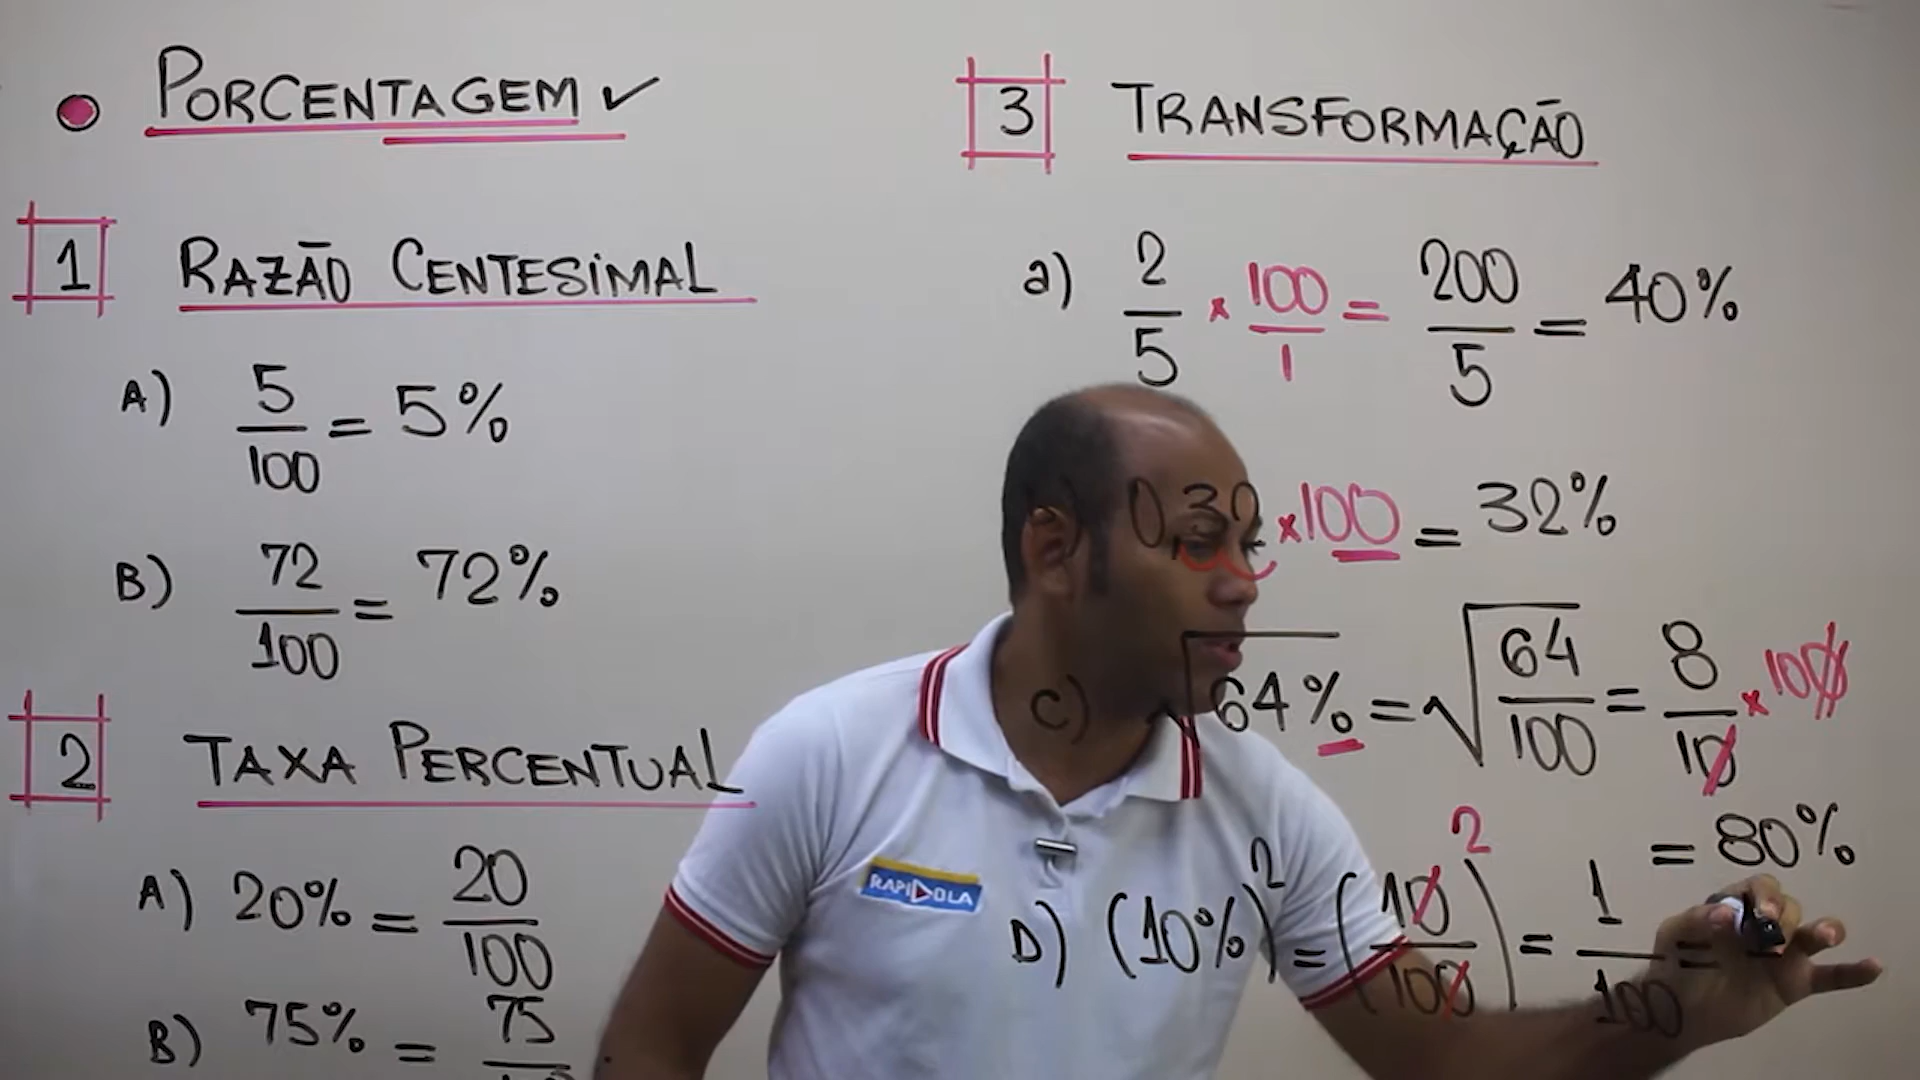 PORCENTAGEM ✓
1 RAZÃO CENTESIMAL
A) 5/100 = 5%
B) 72/100 = 72%
2 TAXA PERCENTUAL
A) 20% = 20/100
B) 75% = 75
3 TRANSFORMAÇÃO
a) 2/5 × 100/1 = 200/5 = 40%
) 0,32 × 100 = 32%
C) √64% = √(64/100) = 8/10 × 100
= 80%
D) (10%)² = (10/100)² = 1/100 =
RAPIDOLA